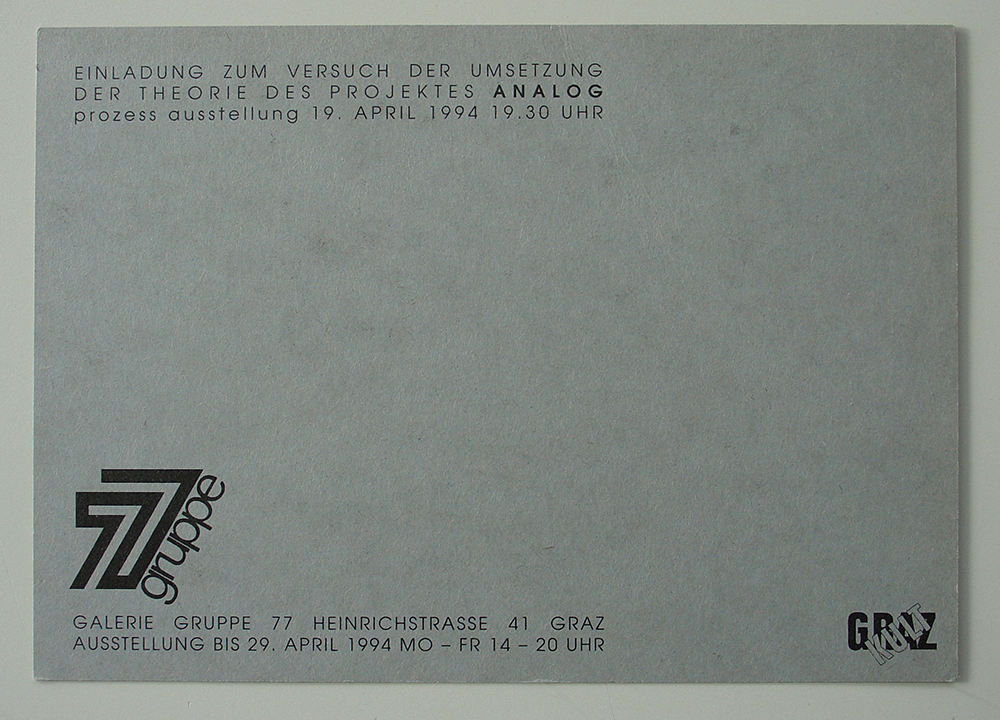 EINLADUNG ZUM VERSUCH DER UMSETZUNG
DER THEORIE DES PROJEKTES ANALOG
prozess ausstellung 19. APRIL 1994 19.30 UHR
77
gruppe
GALERIE GRUPPE 77 HEINRICHSTRASSE 41 GRAZ
AUSSTELLUNG BIS 29. APRIL 1994 MO – FR 14 – 20 UHR
GRAZ
KULT